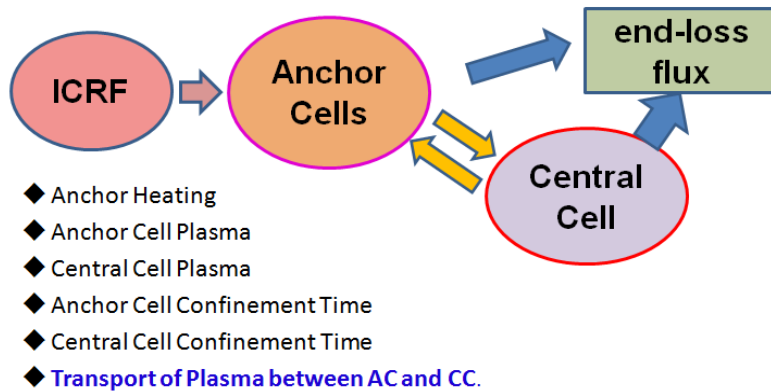 ICRF
Anchor
Cells
end-loss
flux
Central
Cell
◆ Anchor Heating
◆ Anchor Cell Plasma
◆ Central Cell Plasma
◆ Anchor Cell Confinement Time
◆ Central Cell Confinement Time
◆ Transport of Plasma between AC and CC.